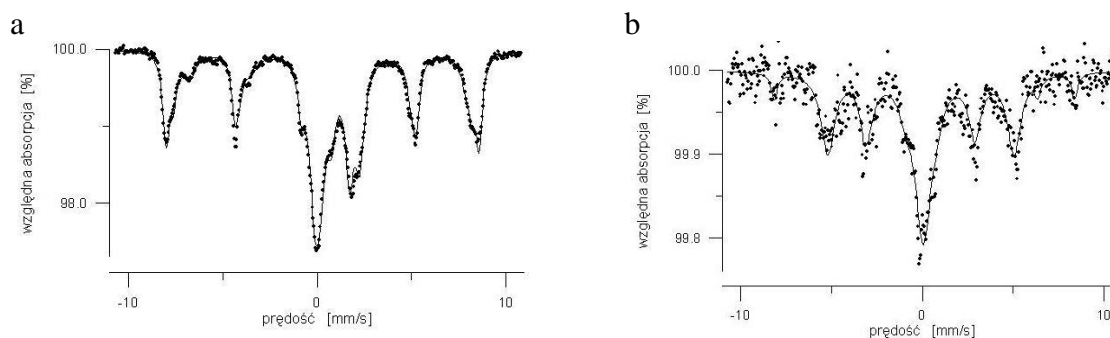 a
100.0
98.0
względna absorpcja [%]
-10
0
10
prędość [mm/s]
b
100.0
99.9
99.8
względna absorpcja [%]
-10
0
10
prędość [mm/s]